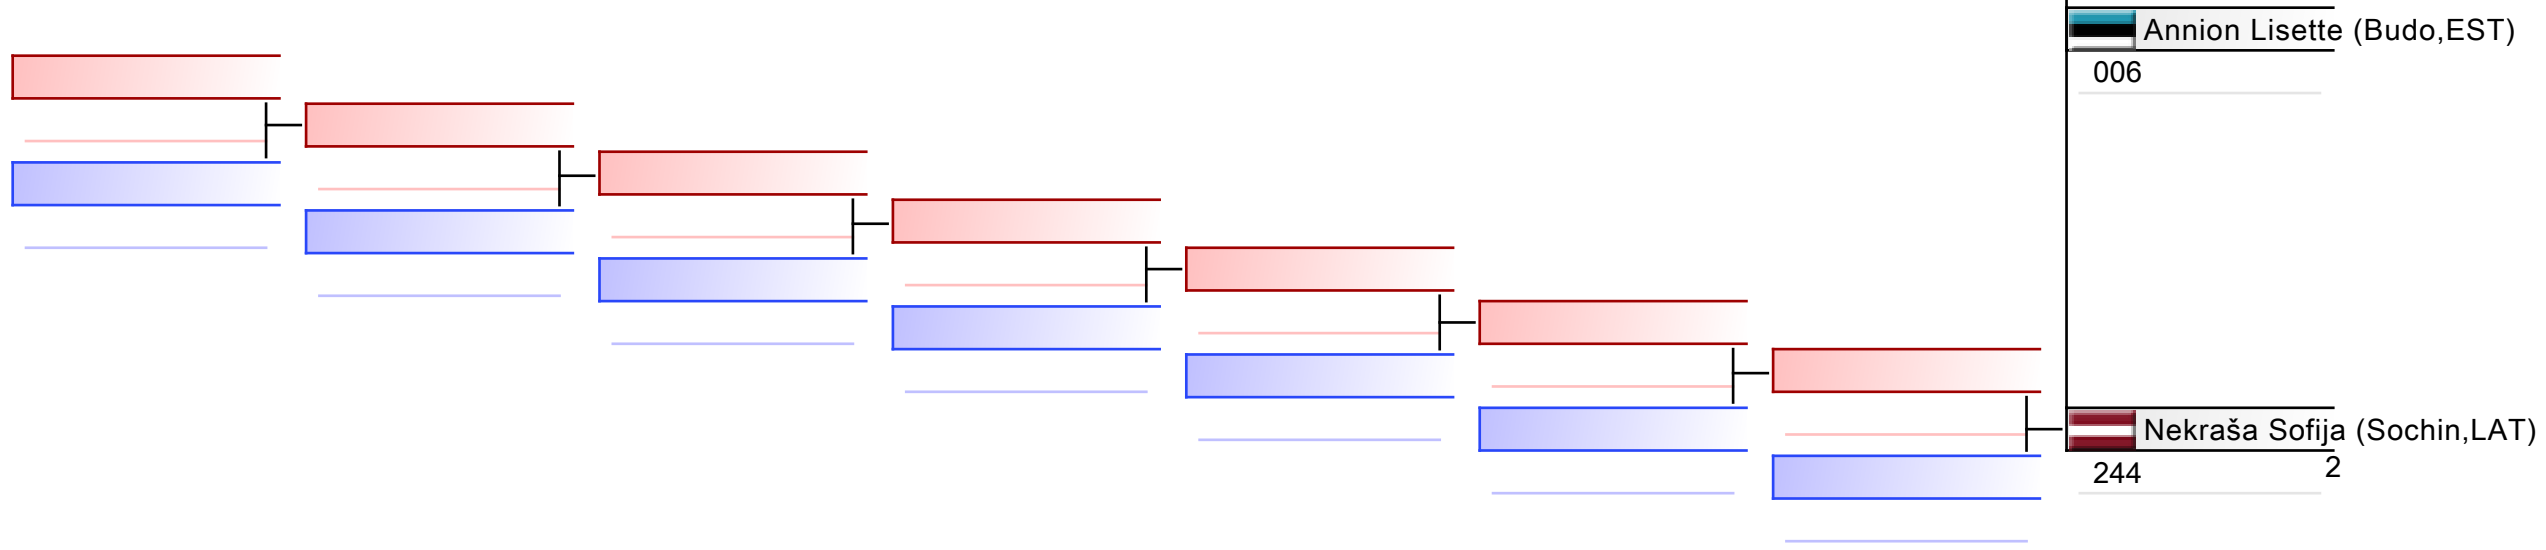 Annion Lisette (Budo,EST)
006
Nekraša Sofija (Sochin,LAT)
244 2